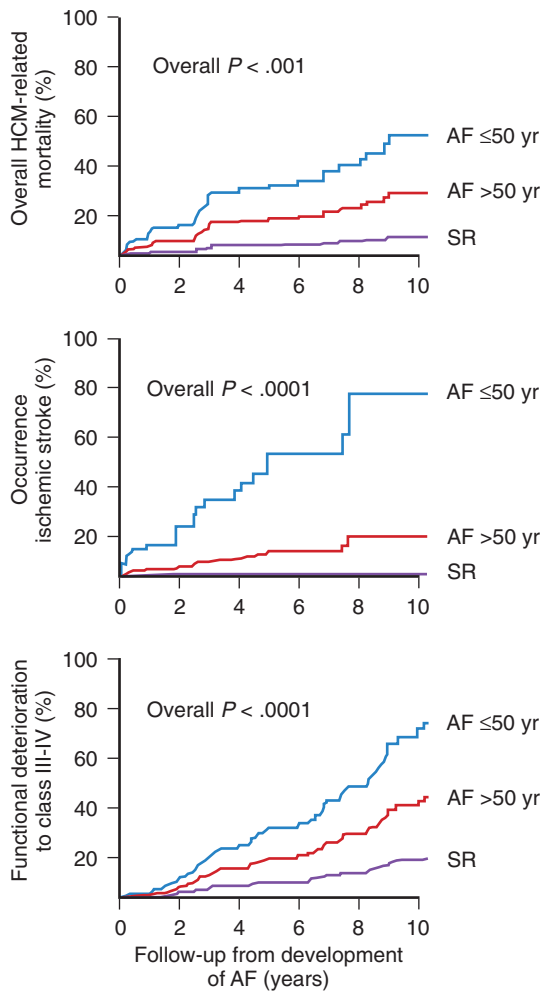 Overall HCM-related
mortality (%)
100
80
60
40
20
Overall P < .001
AF ≤50 yr
AF >50 yr
SR
0 2 4 6 8 10
Occurrence
ischemic stroke (%)
100
80
60
40
20
Overall P < .0001
AF ≤50 yr
AF >50 yr
SR
0 2 4 6 8 10
Functional deterioration
to class III-IV (%)
100
80
60
40
20
Overall P < .0001
AF ≤50 yr
AF >50 yr
SR
0 2 4 6 8 10
Follow-up from development
of AF (years)